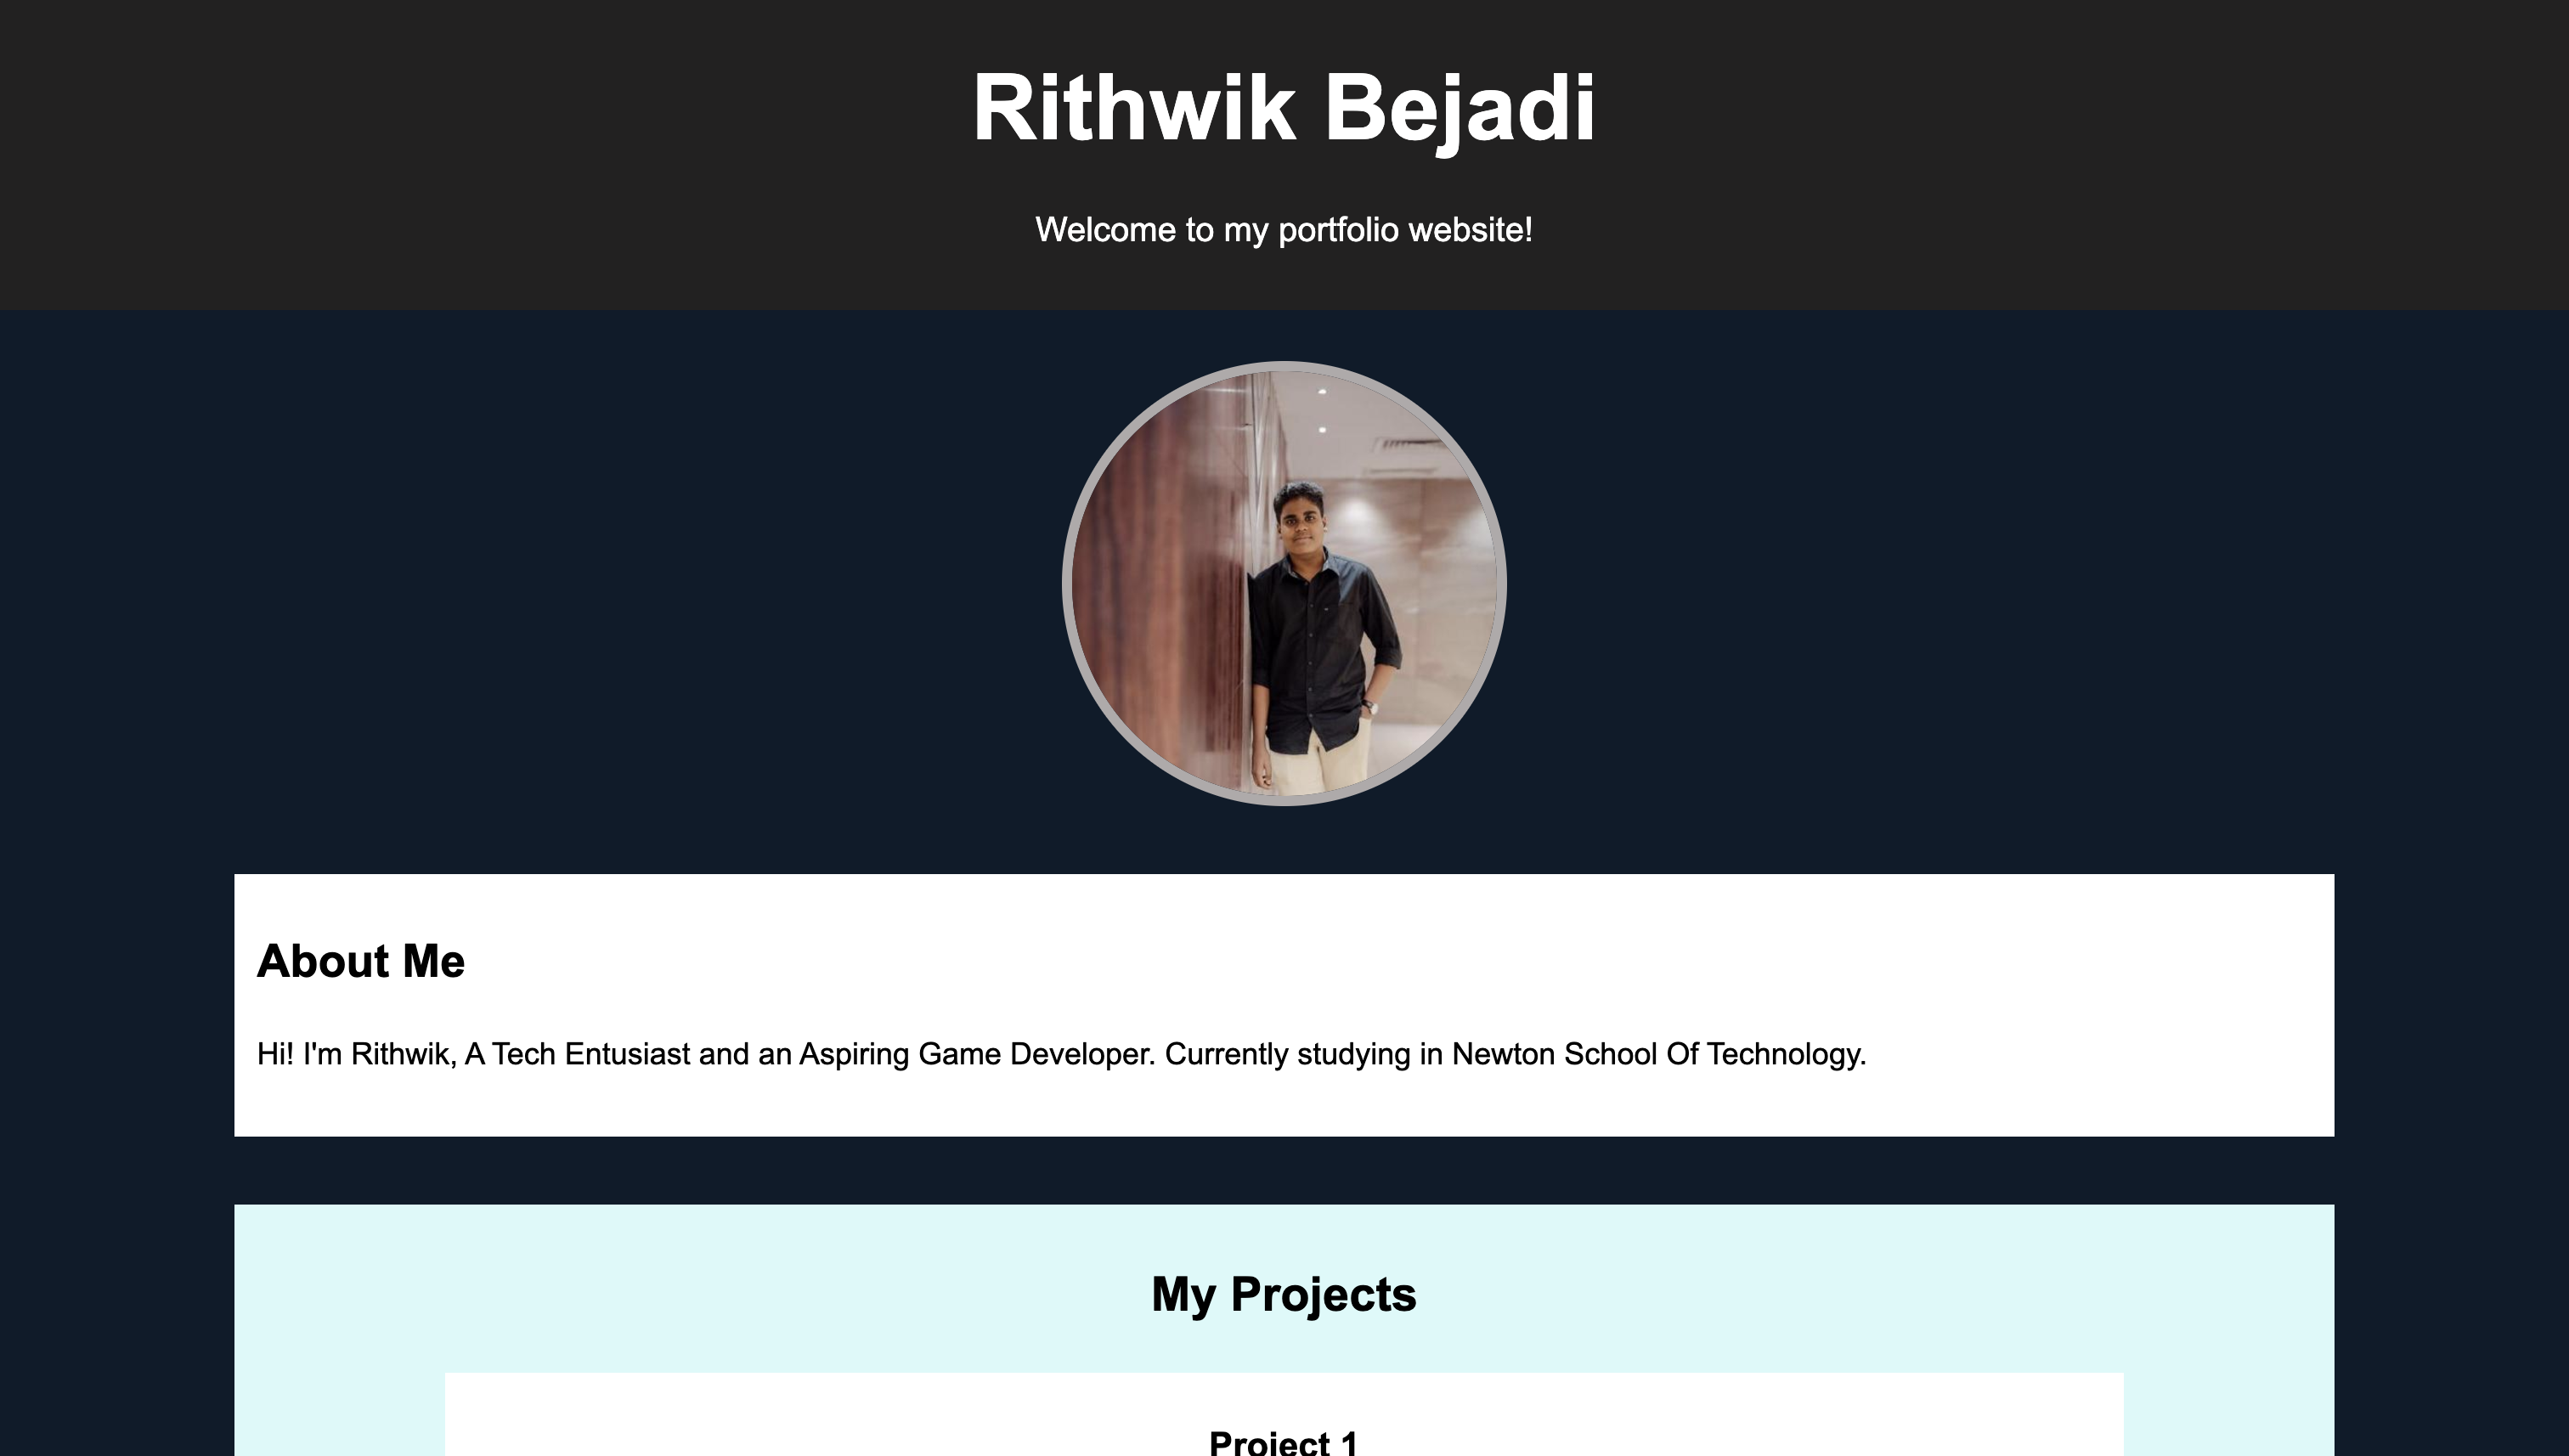 Rithwik Bejadi
Welcome to my portfolio website!
About Me
Hi! I'm Rithwik, A Tech Entusiast and an Aspiring Game Developer. Currently studying in Newton School Of Technology.
My Projects
Project 1